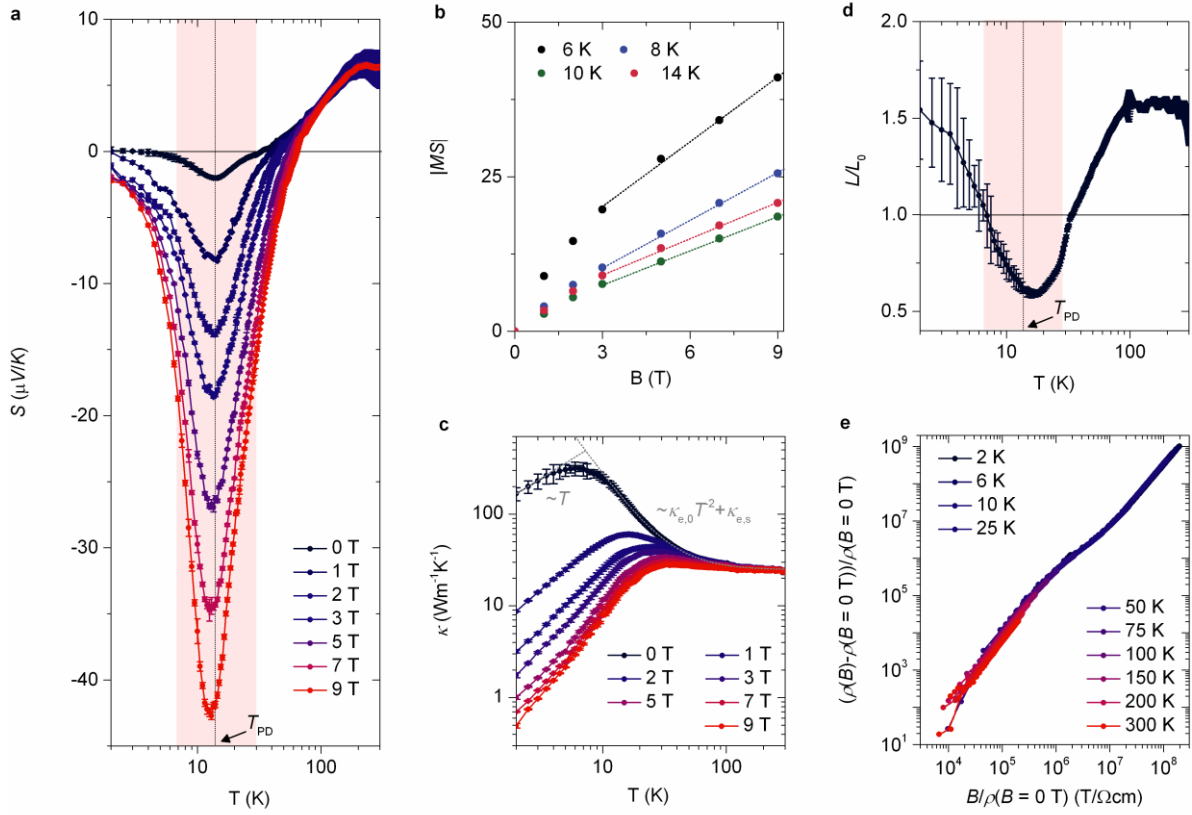 a
10
0
-10
-20
-30
-40
S (μV/K)
0 T
1 T
2 T
3 T
5 T
7 T
9 T
T_PD
10
100
T (K)
b
50
25
0
|MS|
6 K
8 K
10 K
14 K
0
3
6
9
B (T)
c
100
10
1
κ (Wm⁻¹K⁻¹)
~T
~κ_e,0 T² + κ_e,s
0 T
1 T
2 T
3 T
5 T
7 T
9 T
10
100
T (K)
d
2.0
1.5
1.0
0.5
L/L₀
T_PD
10
100
T (K)
e
10⁹
10⁷
10⁵
10³
10¹
(ρ(B)-ρ(B = 0 T))/ρ(B = 0 T)
2 K
6 K
10 K
25 K
50 K
75 K
100 K
150 K
200 K
300 K
10⁴
10⁵
10⁶
10⁷
10⁸
B/ρ(B = 0 T) (T/Ωcm)